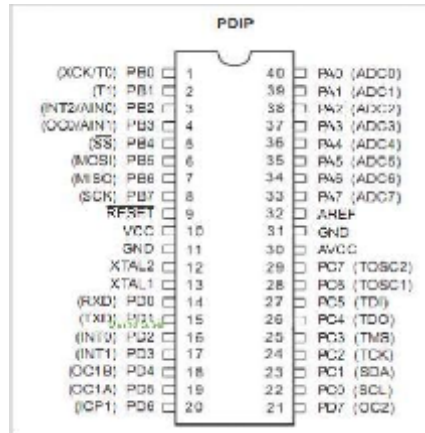 PDIP
(XCK/T0) PB0 1 40 PA0 (ADC0)
(T1) PB1 2 39 PA1 (ADC1)
(INT2/AIN0) PB2 3 38 PA2 (ADC2)
(OC0/AIN1) PB3 4 37 PA3 (ADC3)
(SS) PB4 5 36 PA4 (ADC4)
(MOSI) PB5 6 35 PA5 (ADC5)
(MISO) PB6 7 34 PA6 (ADC6)
(SCK) PB7 8 33 PA7 (ADC7)
RESET 9 32 AREF
VCC 10 31 GND
GND 11 30 AVCC
XTAL2 12 29 PC7 (TOSC2)
XTAL1 13 28 PC6 (TOSC1)
(RXD) PD0 14 27 PC5 (TDI)
(TXD) PD1 15 26 PC4 (TDO)
(INT0) PD2 16 25 PC3 (TMS)
(INT1) PD3 17 24 PC2 (TCK)
(OC1B) PD4 18 23 PC1 (SDA)
(OC1A) PD5 19 22 PC0 (SCL)
(ICP1) PD6 20 21 PD7 (OC2)